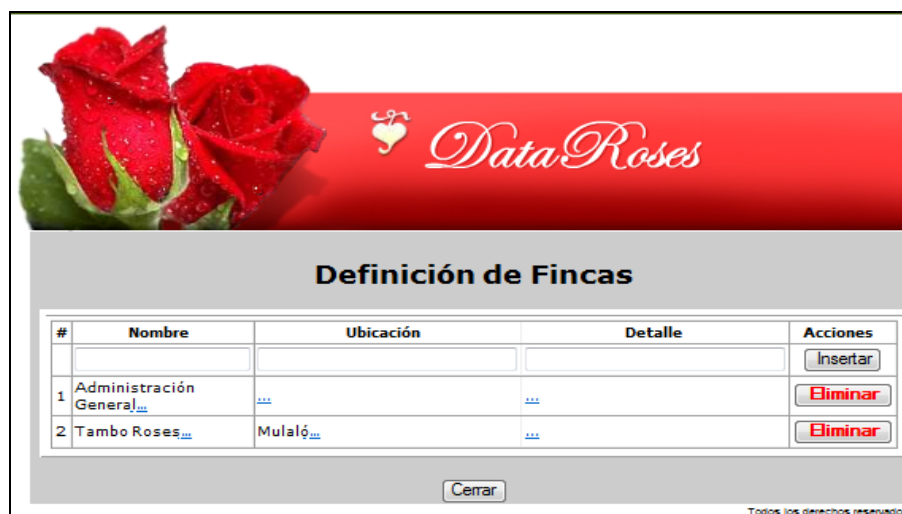 DataRoses
Definición de Fincas
# Nombre Ubicación Detalle Acciones
Insertar
1 Administración General... ... ... Eliminar
2 Tambo Roses... Mulaló... ... Eliminar
Cerrar
Todos los derechos reservado